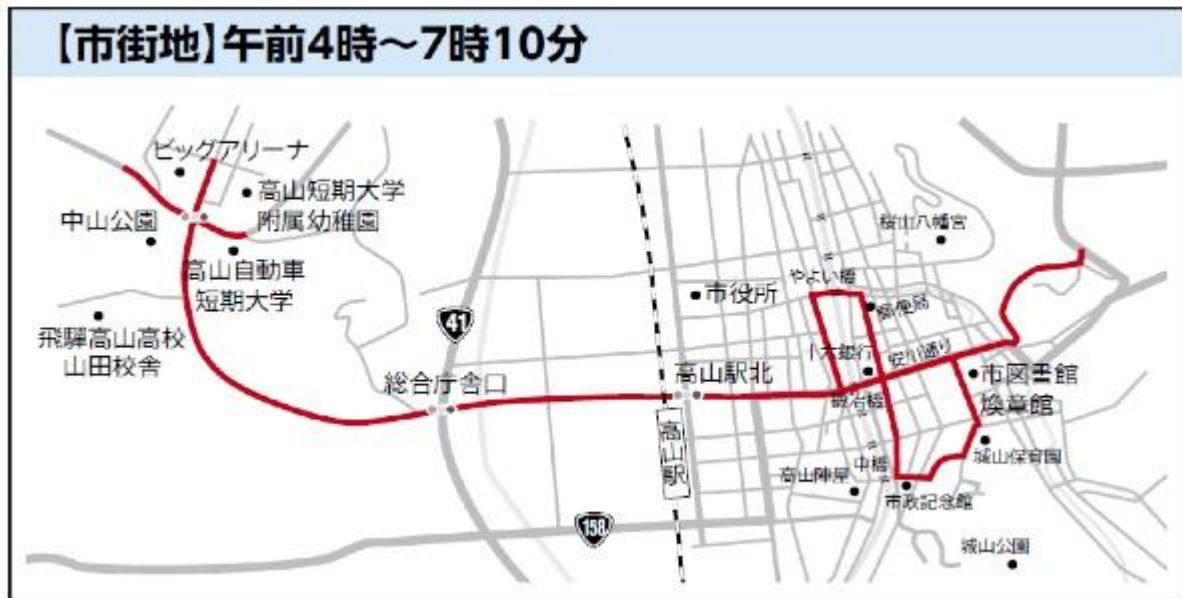 【市街地】午前4時～7時10分
ビッグアリーナ
高山短期大学
附属幼稚園
中山公園
高山自動車
短期大学
飛騨高山高校
山田校舎
41
総合庁舎口
158
高山駅
高山駅北
市役所
やよい橋
郵便局
十六銀行
安川通り
鍛冶橋
桜山八幡宮
市図書館
煥章館
城山保育園
中橋
高山陣屋
市政記念館
城山公園